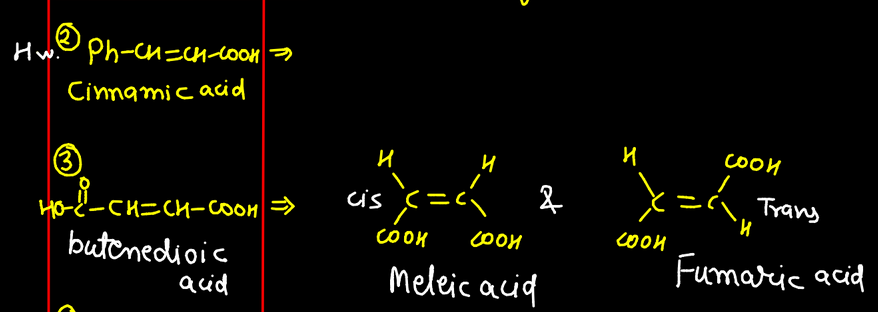 H.w. ② Ph-CH=CH-COOH ⇒
Cinnamic acid
③
O
HO-C-CH=CH-COOH ⇒
butenedioic
acid
H H
cis C=C
COOH COOH
Meleic acid
&
H COOH
C=C Trans
COOH H
Fumaric acid